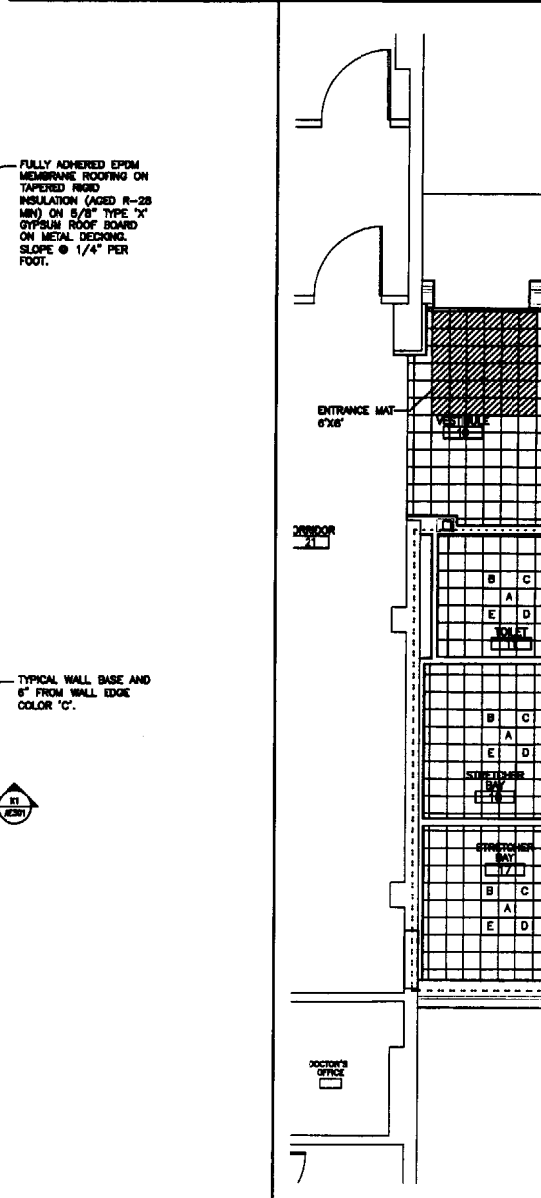 FULLY ADHERED EPDM
MEMBRANE ROOFING ON
TAPERED RIGID
INSULATION (AGED R-28
MIN) ON 5/8" TYPE 'X'
GYPSUM ROOF BOARD
ON METAL DECKING.
SLOPE @ 1/4" PER
FOOT.
ENTRANCE MAT
6'X6'
VESTIBULE
ORRIDOR
21
B C
A
E D
TOILET
11
B C
A
E D
STRETCHER
BAY
TYPICAL WALL BASE AND
6" FROM WALL EDGE
COLOR 'C'.
STRETCHER
BAY
17
B C
A
E D
DOCTOR'S
OFFICE